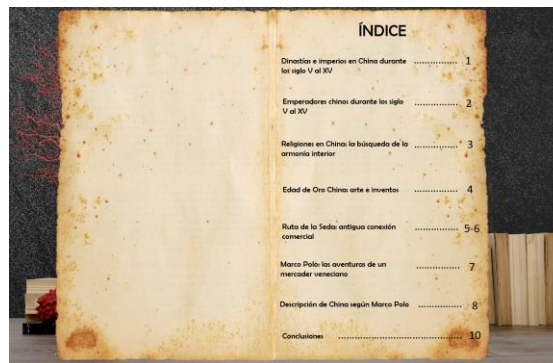 ÍNDICE
Dinastías e imperios en China durante ............... 1
los siglo V al XV
Emperadores chinos durante los siglo ............... 2
V al XV
Religiones en China: la búsqueda de la ............... 3
armonía interior
Edad de Oro China: arte e inventos ............... 4
Ruta de la Seda: antigua conexión ............... 5-6
comercial
Marco Polo: las aventuras de un ............... 7
mercader veneciano
Descripción de China según Marco Polo ............... 8
Conclusiones ............................... 10